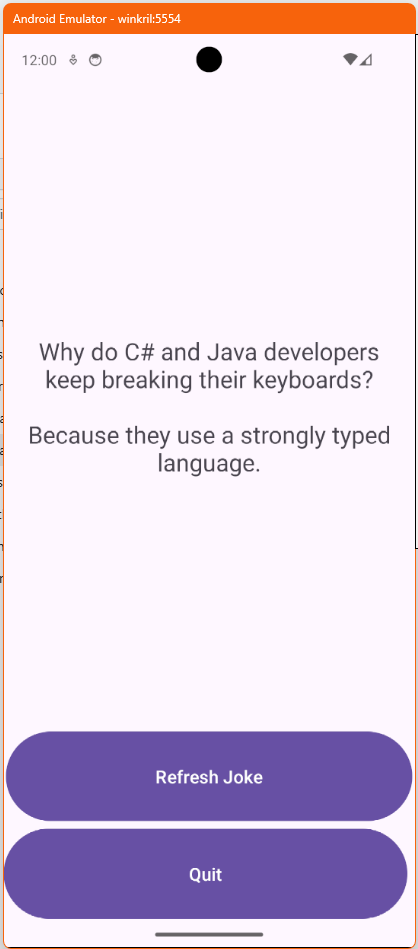 Android Emulator - winkril:5554
12:00
Why do C# and Java developers
keep breaking their keyboards?
Because they use a strongly typed
language.
Refresh Joke
Quit